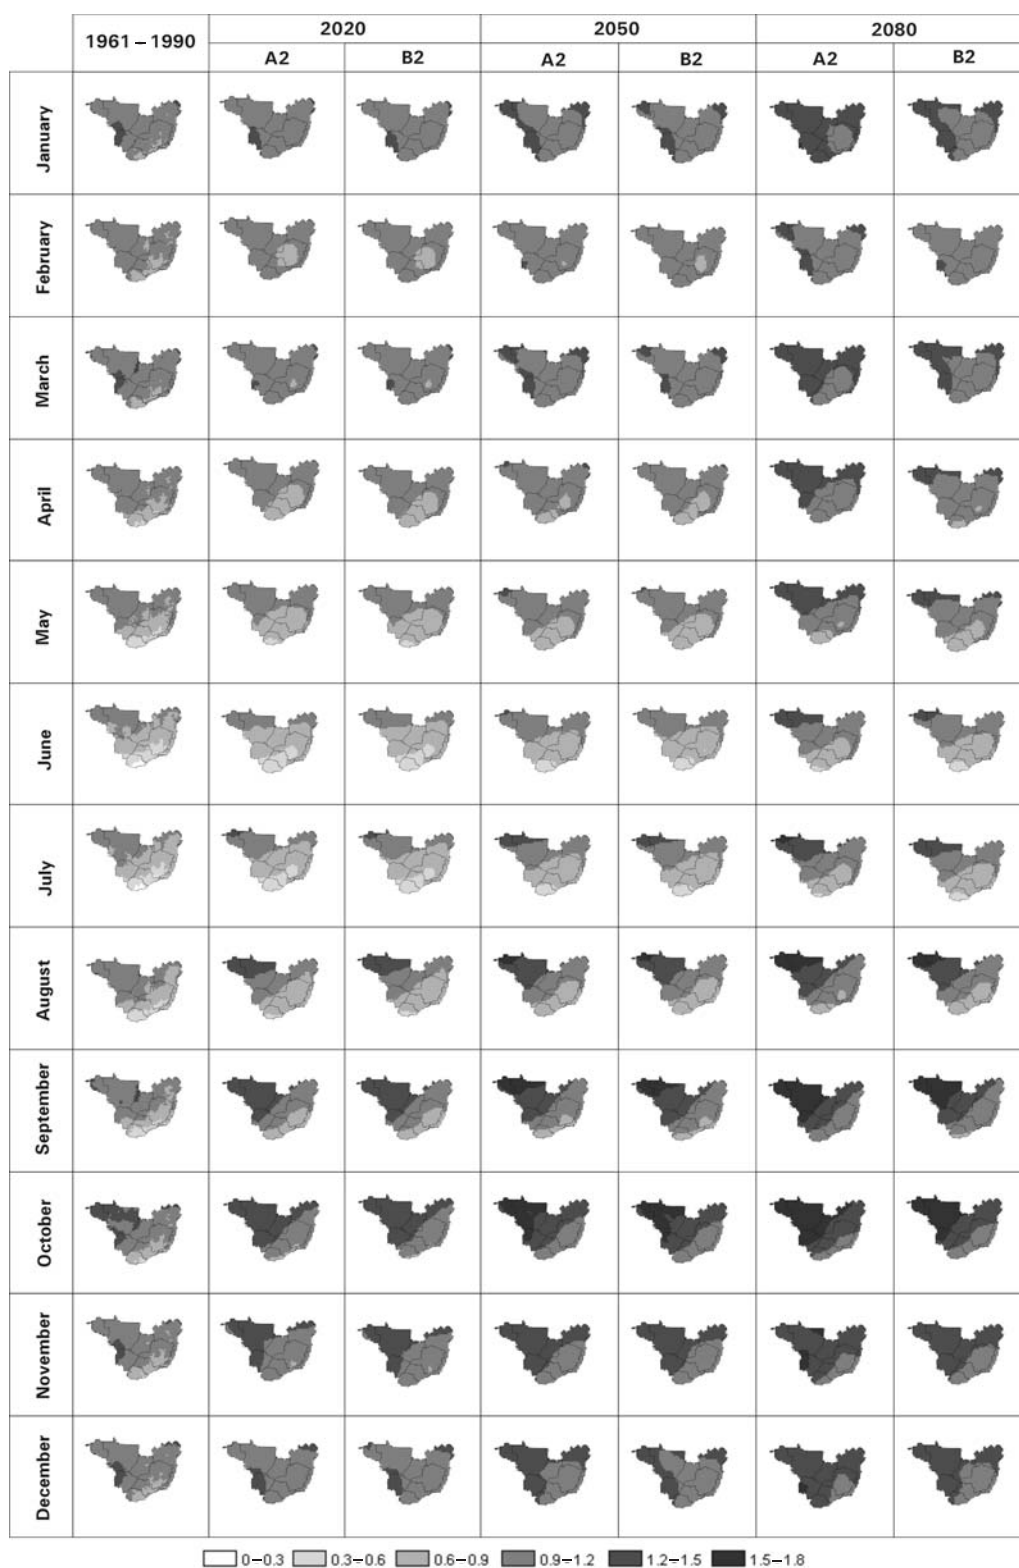 1961–1990 2020 2050 2080
A2 B2 A2 B2 A2 B2
January
February
March
April
May
June
July
August
September
October
November
December
0–0.3 0.3–0.6 0.6–0.9 0.9–1.2 1.2–1.5 1.5–1.8